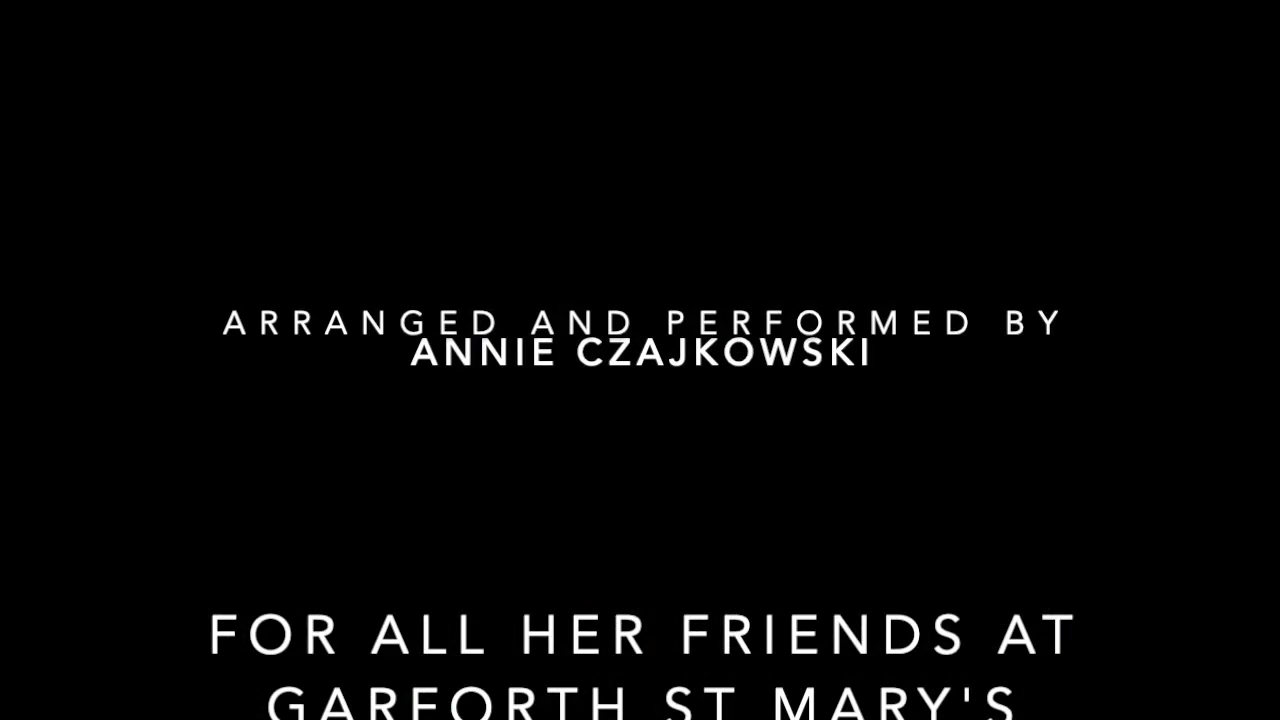 ARRANGED AND PERFORMED BY
ANNIE CZAJKOWSKI
FOR ALL HER FRIENDS AT
GARFORTH ST MARY'S